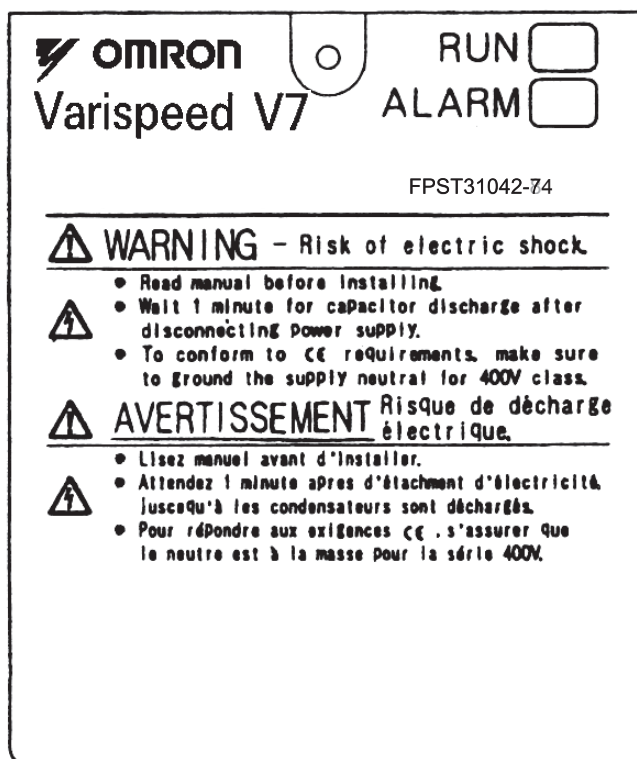 OMRON
RUN
Varispeed V7
ALARM
FPST31042-
WARNING - Risk of electric shock.
• Read manual before installing.
• Wait 1 minute for capacitor discharge after
disconnecting power supply.
• To conform to CE requirements, make sure
to ground the supply neutral for 400V class.
AVERTISSEMENT Risque de décharge
électrique.
• Lisez manuel avant d'installer.
• Attendez 1 minute apres d'étachment d'électricité,
juscqu'à les condensateurs sont déchargés.
• Pour répondre aux exigences CE, s'assurer que
le neutre est à la masse pour la série 400V.